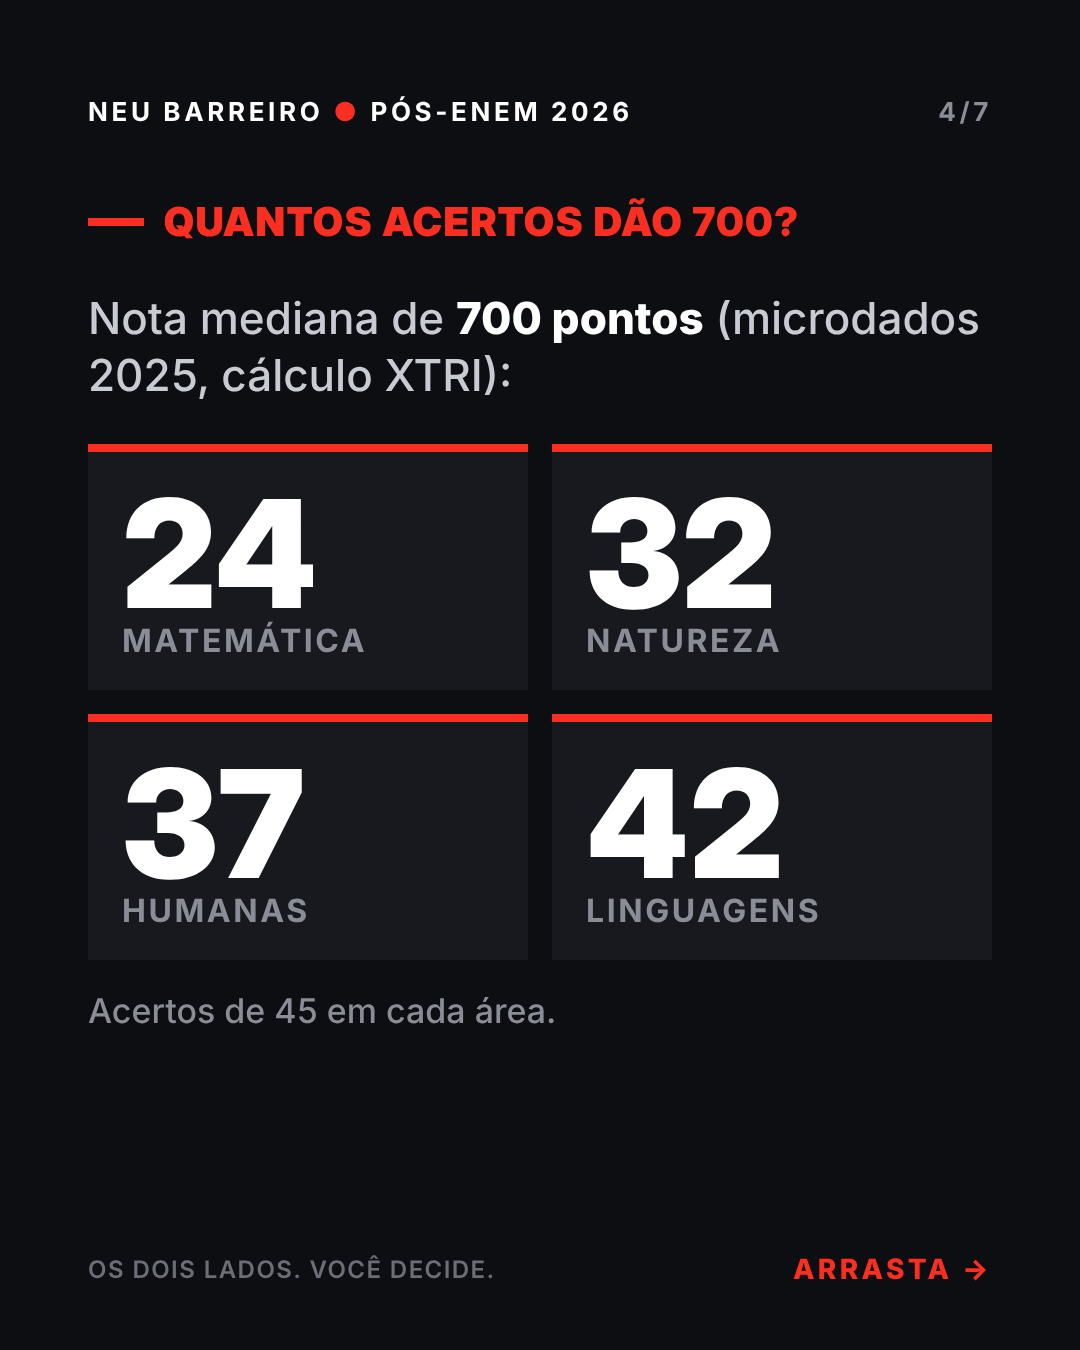 NEU BARREIRO ● PÓS-ENEM 2026
4/7
QUANTOS ACERTOS DÃO 700?
Nota mediana de 700 pontos (microdados
2025, cálculo XTRI):
24
MATEMÁTICA
32
NATUREZA
37
HUMANAS
42
LINGUAGENS
Acertos de 45 em cada área.
OS DOIS LADOS. VOCÊ DECIDE.
ARRASTA →